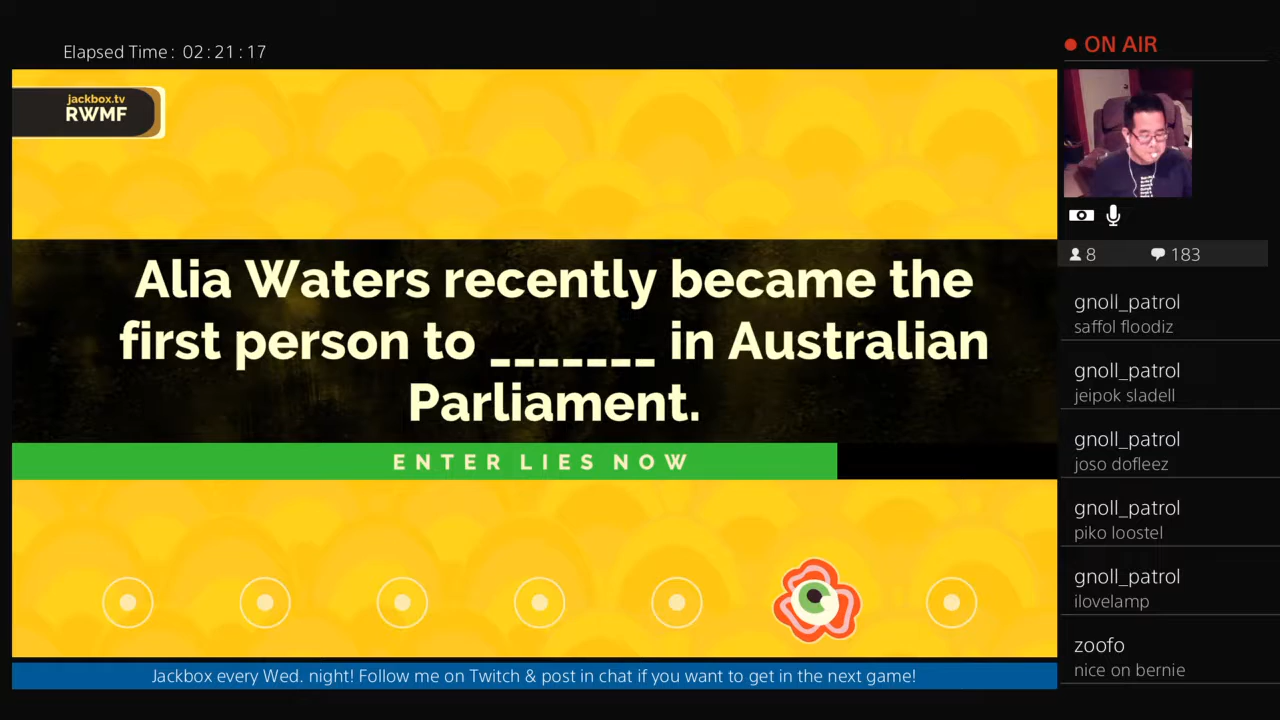 Elapsed Time: 02:21:17
ON AIR
jackbox.tv
RWMF
8
183
Alia Waters recently became the
first person to _______ in Australian
Parliament.
ENTER LIES NOW
gnoll_patrol
saffol floodiz
gnoll_patrol
jeipok sladell
gnoll_patrol
joso dofleez
gnoll_patrol
piko loostel
gnoll_patrol
ilovelamp
zoofo
nice on bernie
Jackbox every Wed. night! Follow me on Twitch & post in chat if you want to get in the next game!